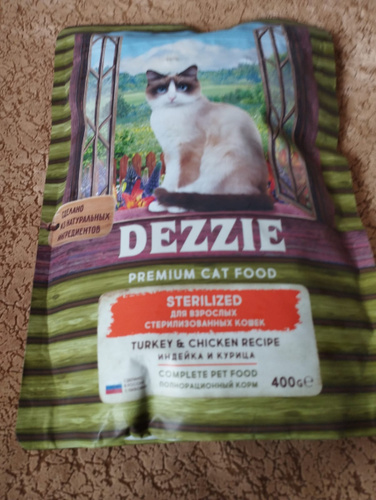 СДЕЛАНО
ИЗ НАТУРАЛЬНЫХ
ИНГРЕДИЕНТОВ
DEZZIE
PREMIUM CAT FOOD
STERILIZED
ДЛЯ ВЗРОСЛЫХ
СТЕРИЛИЗОВАННЫХ КОШЕК
TURKEY & CHICKEN RECIPE
ИНДЕЙКА И КУРИЦА
COMPLETE PET FOOD
ПОЛНОРАЦИОННЫЙ КОРМ
400G℮